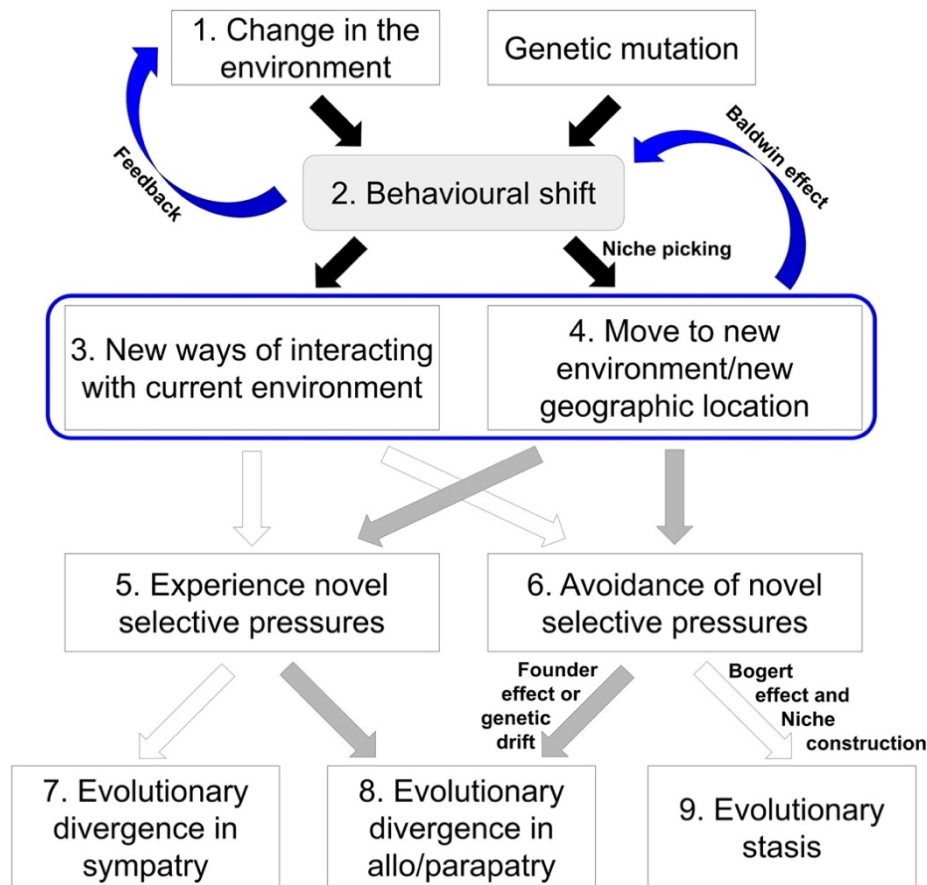 1. Change in the
environment
Genetic mutation
Feedback
Baldwin effect
2. Behavioural shift
Niche picking
3. New ways of interacting
with current environment
4. Move to new
environment/new
geographic location
5. Experience novel
selective pressures
6. Avoidance of novel
selective pressures
Founder
effect or
genetic
drift
Bogert
effect and
Niche
construction
7. Evolutionary
divergence in
sympatry
8. Evolutionary
divergence in
allo/parapatry
9. Evolutionary
stasis